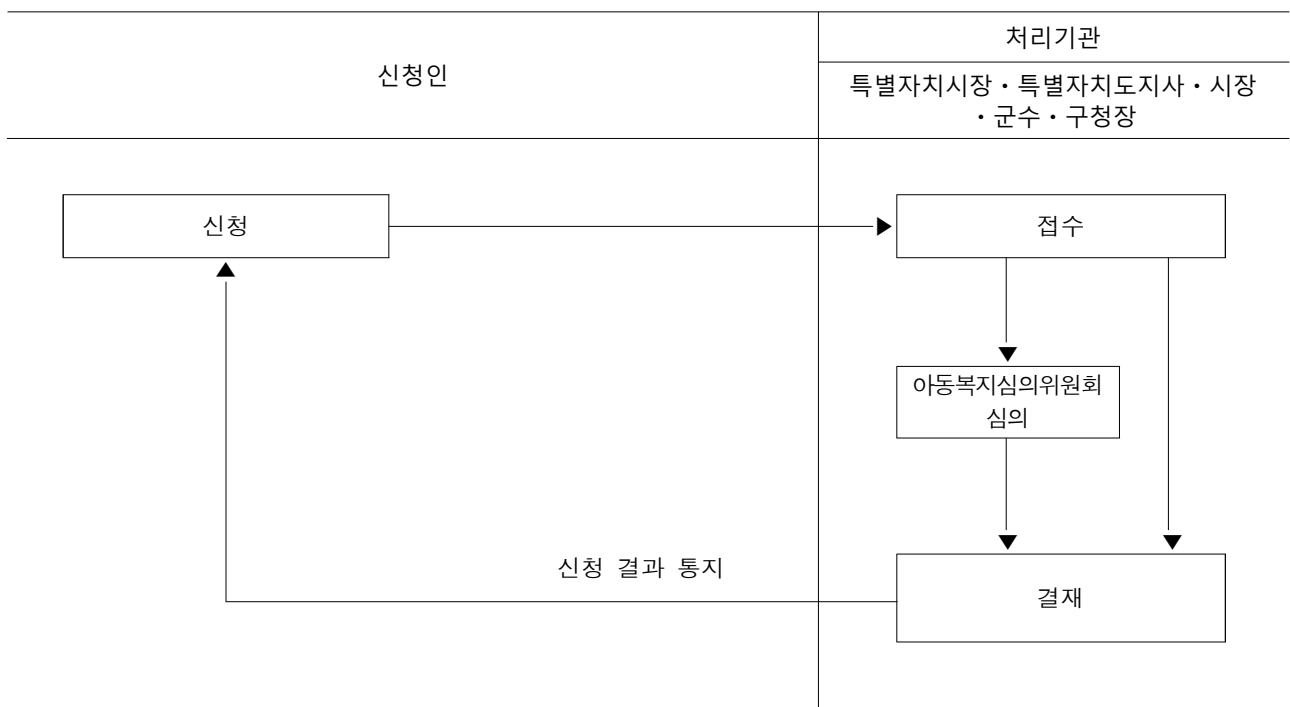 신청인
처리기관
특별자치시장・특별자치도지사・시장
・군수・구청장
신청
접수
아동복지심의위원회
심의
신청 결과 통지
결재